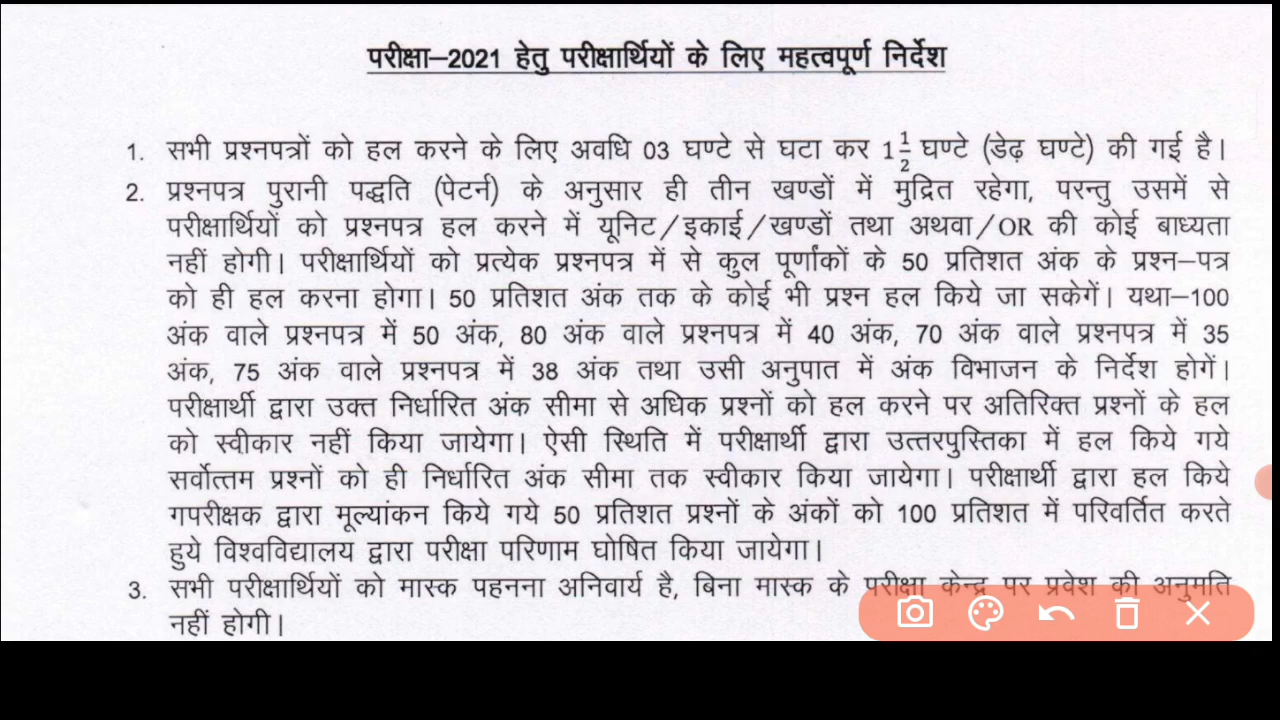 परीक्षा–2021 हेतु परीक्षार्थियों के लिए महत्वपूर्ण निर्देश
1. सभी प्रश्नपत्रों को हल करने के लिए अवधि 03 घण्टे से घटा कर 1 1/2 घण्टे (डेढ़ घण्टे) की गई है।
2. प्रश्नपत्र पुरानी पद्धति (पेटर्न) के अनुसार ही तीन खण्डों में मुद्रित रहेगा, परन्तु उसमें से
परीक्षार्थियों को प्रश्नपत्र हल करने में यूनिट/इकाई/खण्डों तथा अथवा/OR की कोई बाध्यता
नहीं होगी। परीक्षार्थियों को प्रत्येक प्रश्नपत्र में से कुल पूर्णांकों के 50 प्रतिशत अंक के प्रश्न–पत्र
को ही हल करना होगा। 50 प्रतिशत अंक तक के कोई भी प्रश्न हल किये जा सकेगें। यथा–100
अंक वाले प्रश्नपत्र में 50 अंक, 80 अंक वाले प्रश्नपत्र में 40 अंक, 70 अंक वाले प्रश्नपत्र में 35
अंक, 75 अंक वाले प्रश्नपत्र में 38 अंक तथा उसी अनुपात में अंक विभाजन के निर्देश होगें।
परीक्षार्थी द्वारा उक्त निर्धारित अंक सीमा से अधिक प्रश्नों को हल करने पर अतिरिक्त प्रश्नों के हल
को स्वीकार नहीं किया जायेगा। ऐसी स्थिति में परीक्षार्थी द्वारा उत्तरपुस्तिका में हल किये गये
सर्वोत्तम प्रश्नों को ही निर्धारित अंक सीमा तक स्वीकार किया जायेगा। परीक्षार्थी द्वारा हल किये
गपरीक्षक द्वारा मूल्यांकन किये गये 50 प्रतिशत प्रश्नों के अंकों को 100 प्रतिशत में परिवर्तित करते
हुये विश्वविद्यालय द्वारा परीक्षा परिणाम घोषित किया जायेगा।
3. सभी परीक्षार्थियों को मास्क पहनना अनिवार्य है, बिना मास्क के परीक्षा केन्द्र पर प्रवेश की अनुमति
नहीं होगी।